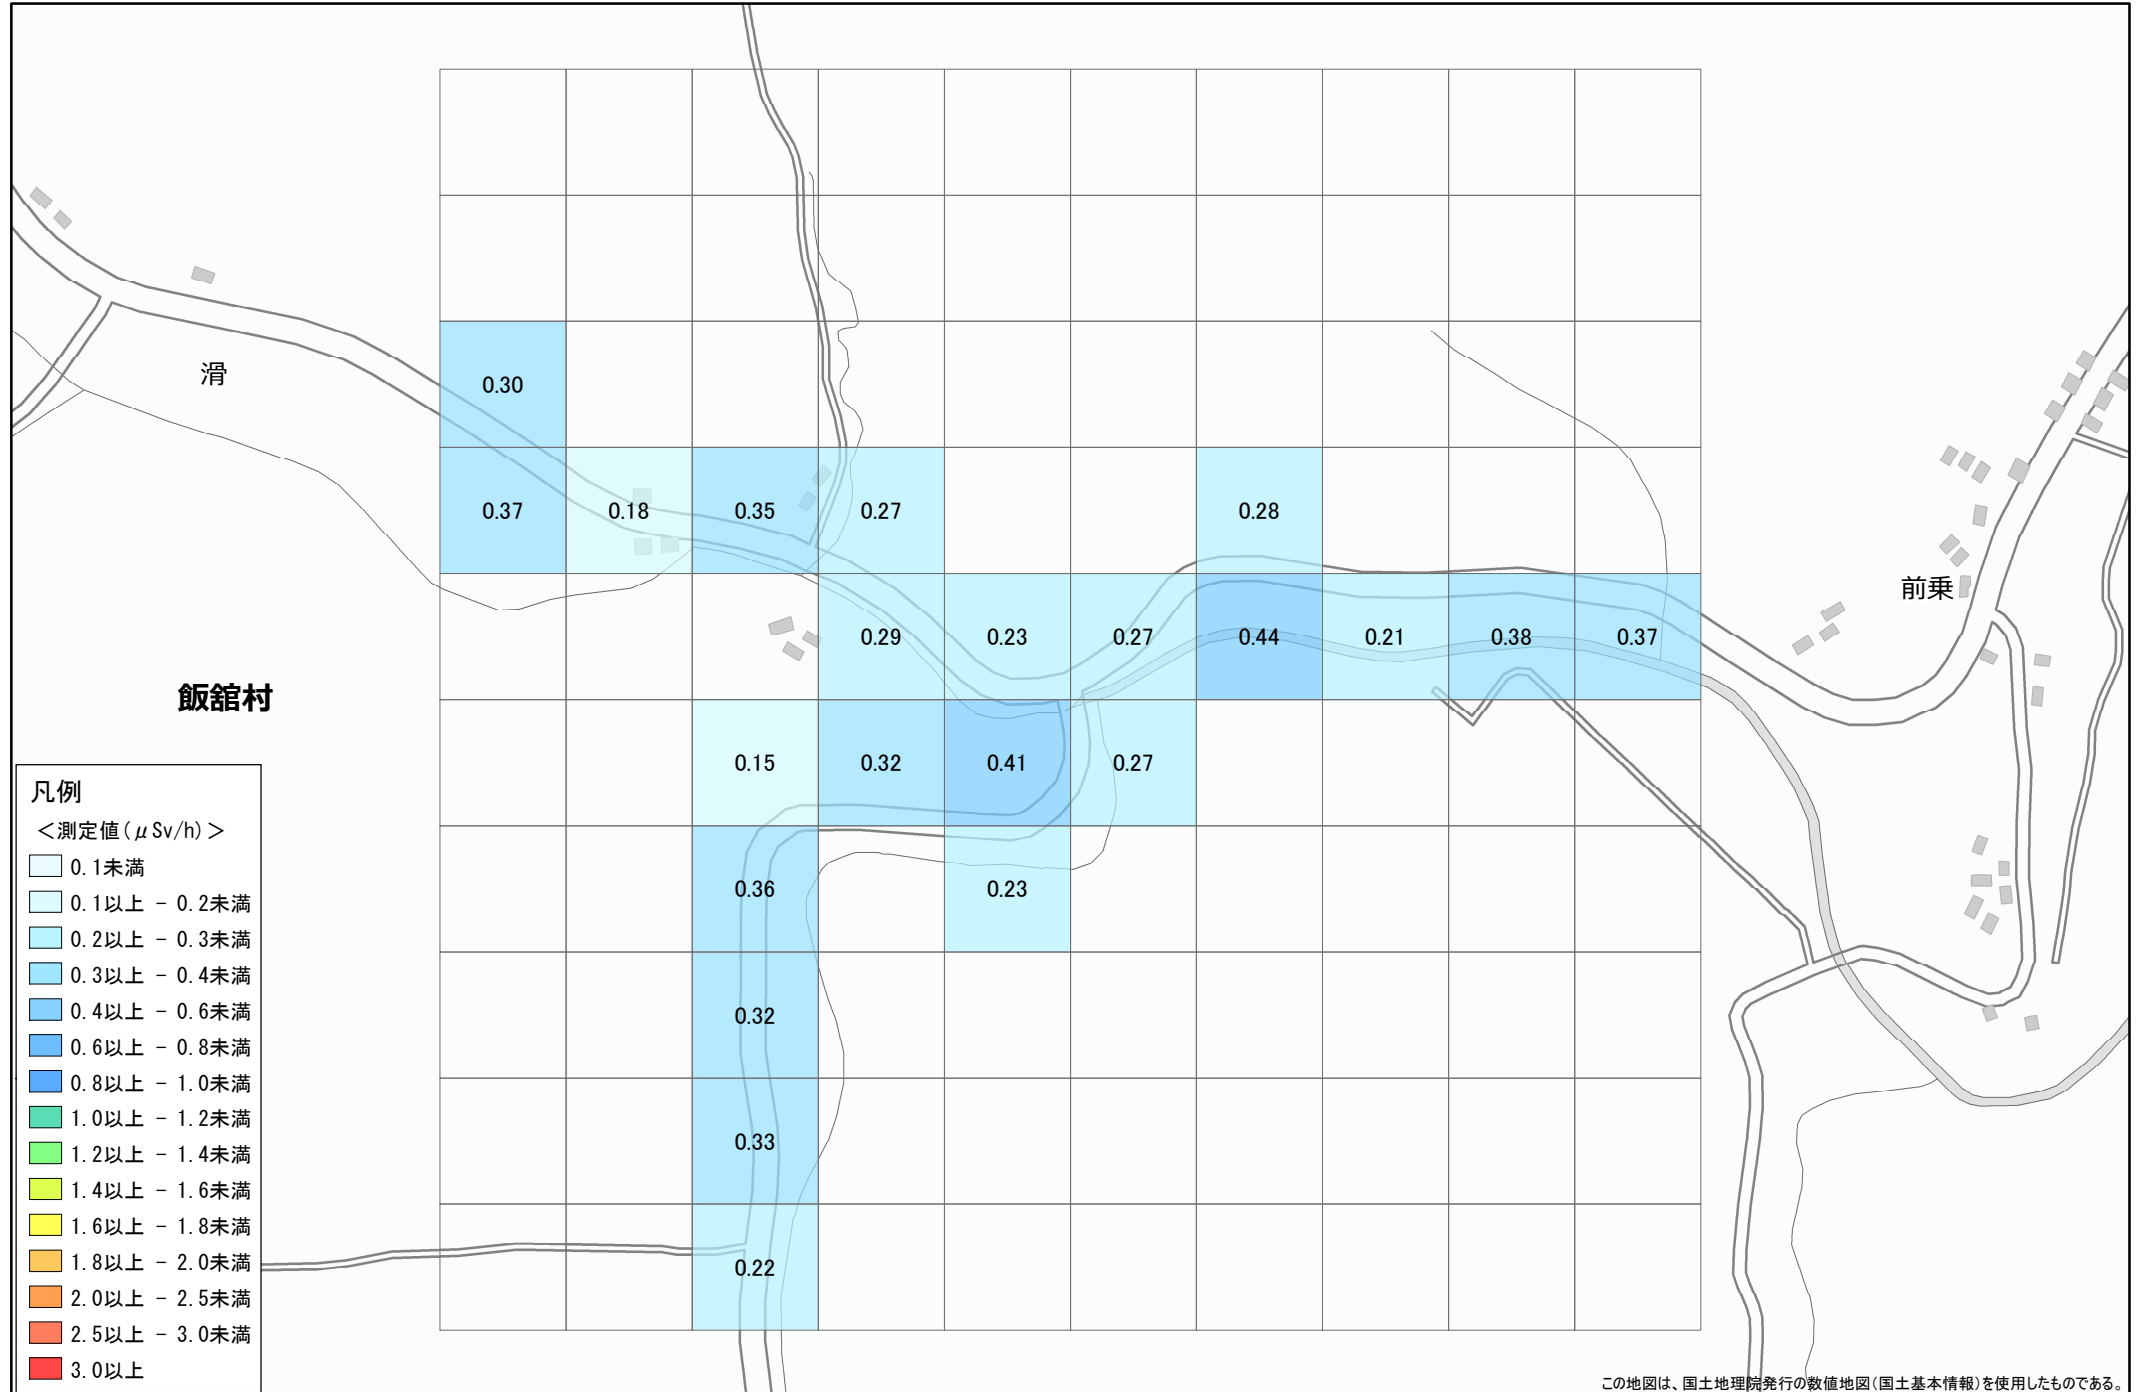 0.30
滑
0.37 0.18 0.35 0.27 0.28
前乗
0.29 0.23 0.27 0.44 0.21 0.38 0.37
飯舘村
0.15 0.32 0.41 0.27
0.36 0.23
0.32
0.33
0.22
凡例
＜測定値(μSv/h)＞
0.1未満
0.1以上 － 0.2未満
0.2以上 － 0.3未満
0.3以上 － 0.4未満
0.4以上 － 0.6未満
0.6以上 － 0.8未満
0.8以上 － 1.0未満
1.0以上 － 1.2未満
1.2以上 － 1.4未満
1.4以上 － 1.6未満
1.6以上 － 1.8未満
1.8以上 － 2.0未満
2.0以上 － 2.5未満
2.5以上 － 3.0未満
3.0以上
この地図は、国土地理院発行の数値地図(国土基本情報)を使用したものである。